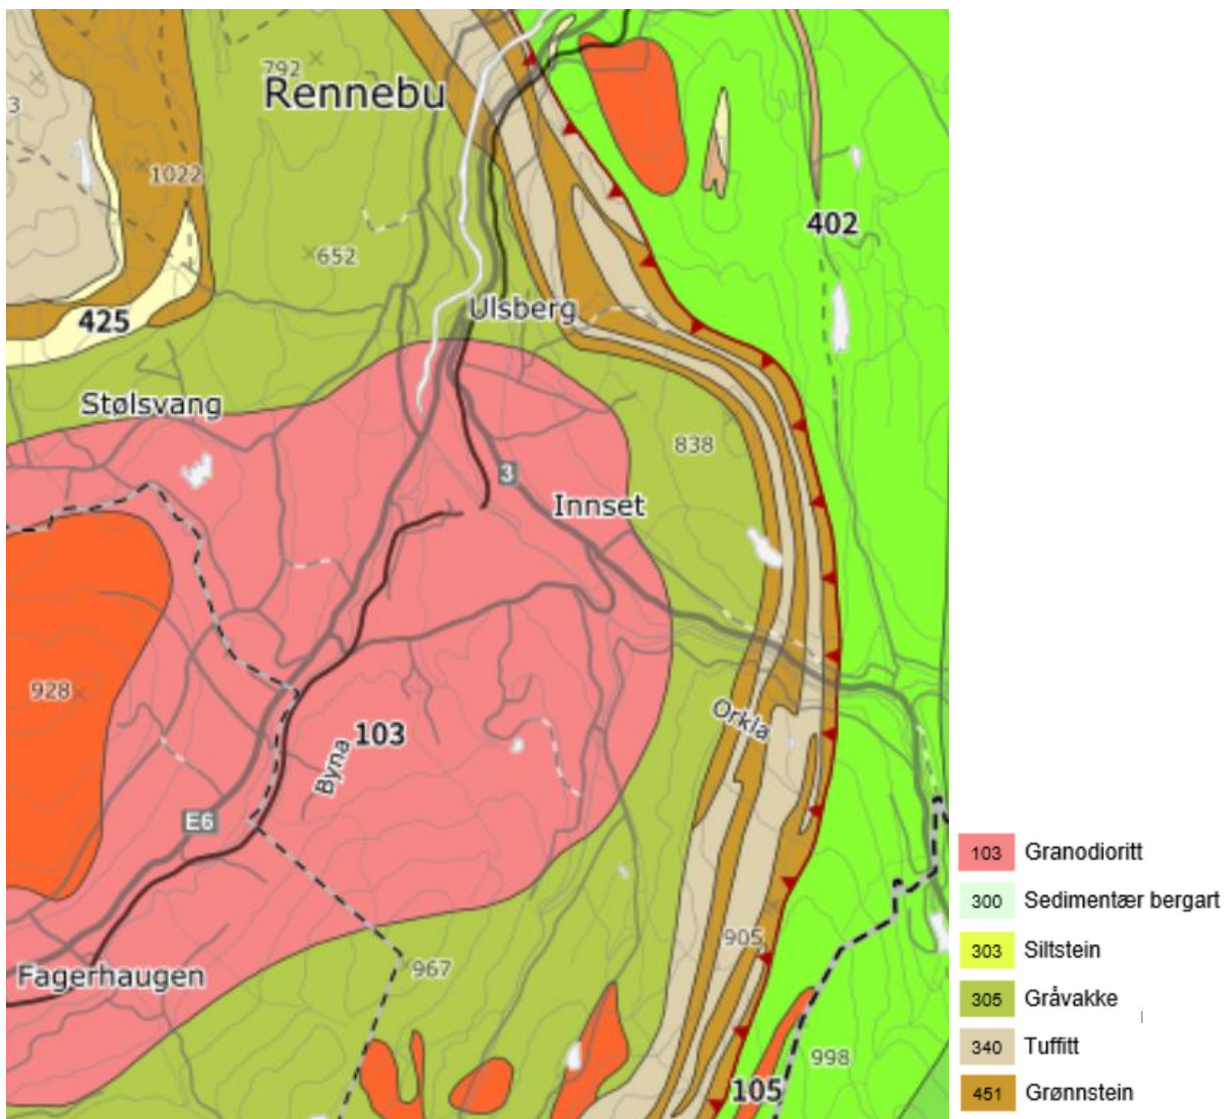 792
Rennebu
3
1022
402
652
Ulsberg
425
Stølsvang
838
3
Innset
928
Orkla
103
Byna
E6
103 Granodioritt
300 Sedimentær bergart
303 Siltstein
305 Gråvakke
340 Tuffitt
451 Grønnstein
905
967
Fagerhaugen
998
105